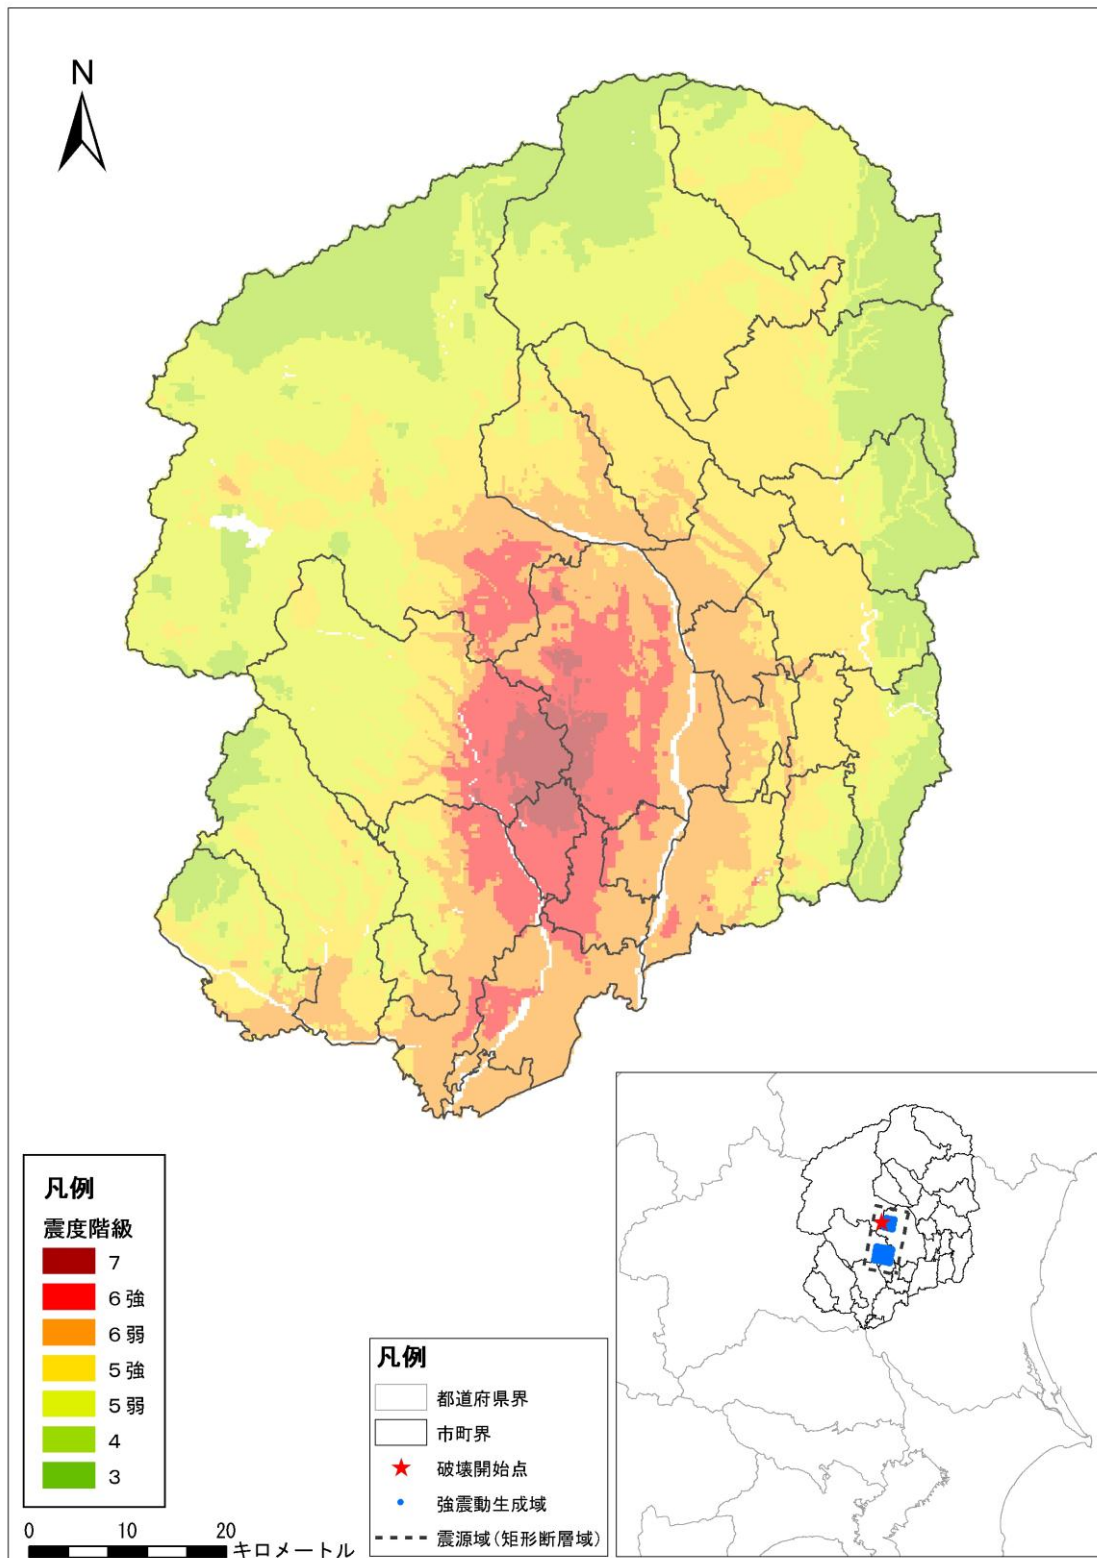 N
凡例
震度階級
7
6強
6弱
5強
5弱
4
3
0 10 20
キロメートル
凡例
都道府県界
市町界
破壊開始点
強震動生成域
震源域(矩形断層域)